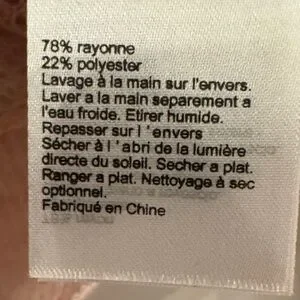 78% rayonne
22% polyester
Lavage à la main sur l'envers.
Laver a la main separement a
l'eau froide. Etirer humide.
Repasser sur l'envers
Sécher à l'abri de la lumière
directe du soleil. Secher a plat.
Ranger a plat. Nettoyage à sec
optionnel.
Fabriqué en Chine